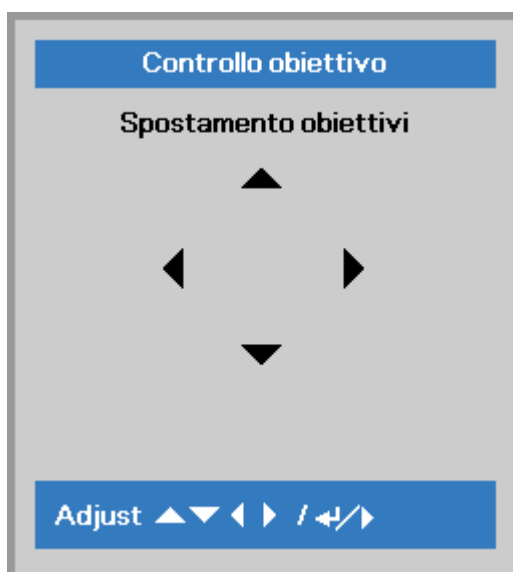 Controllo obiettivo
Spostamento obiettivi
Adjust ▲▼◀ ▶ / ↵/▶